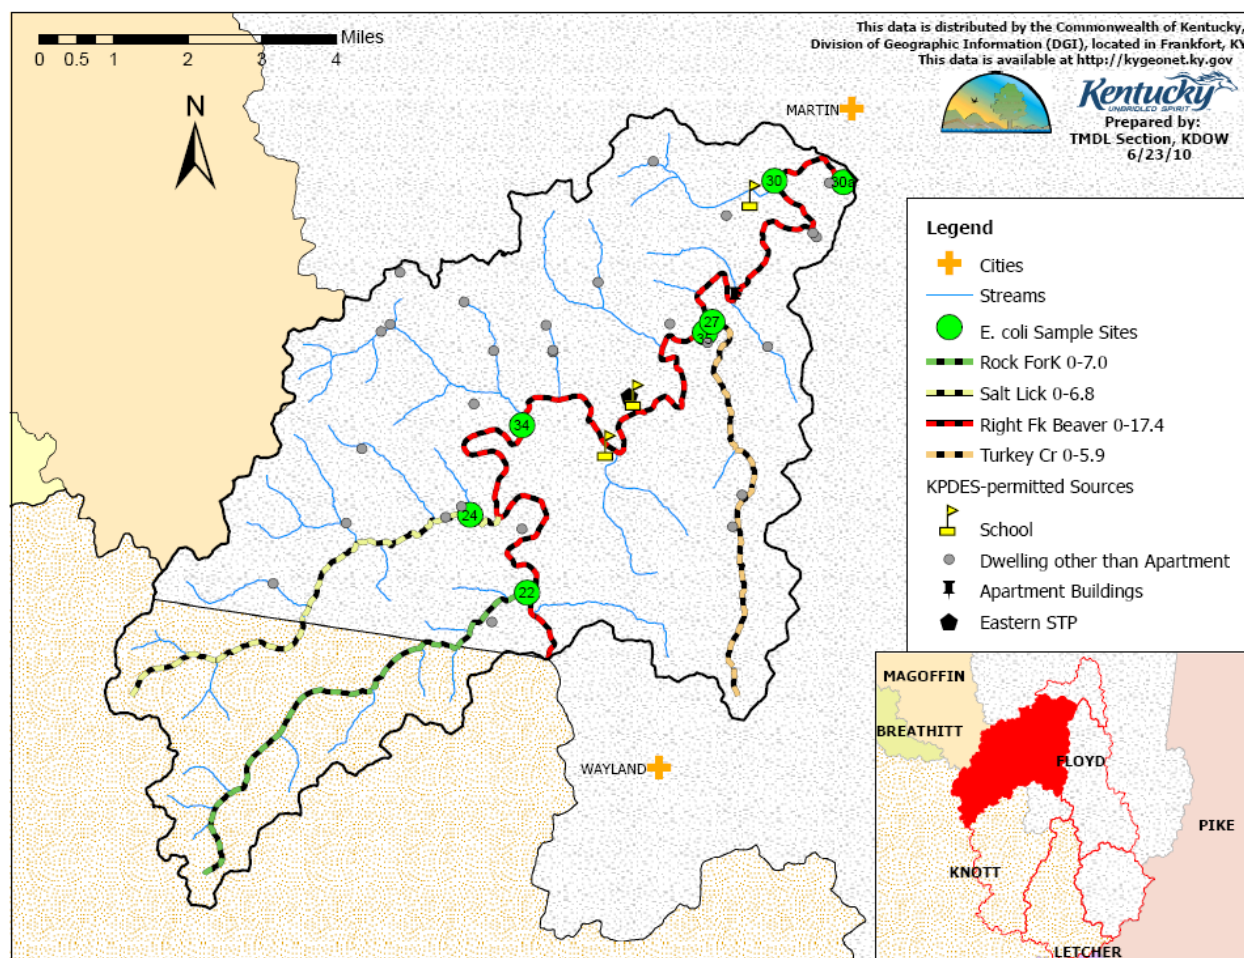 This data is distributed by the Commonwealth of Kentucky,
Division of Geographic Information (DGI), located in Frankfort, KY
This data is available at http://kygeonet.ky.gov
Kentucky
UNBRIDLED SPIRIT
Prepared by:
TMDL Section, KDOW
6/23/10
Miles
0 0.5 1 2 3 4
N
MARTIN
30
30a
27
35
34
24
22
WAYLAND
Legend
Cities
Streams
E. coli Sample Sites
Rock ForK 0-7.0
Salt Lick 0-6.8
Right Fk Beaver 0-17.4
Turkey Cr 0-5.9
KPDES-permitted Sources
School
Dwelling other than Apartment
Apartment Buildings
Eastern STP
MAGOFFIN
BREATHITT
FLOYD
PIKE
KNOTT
LETCHER